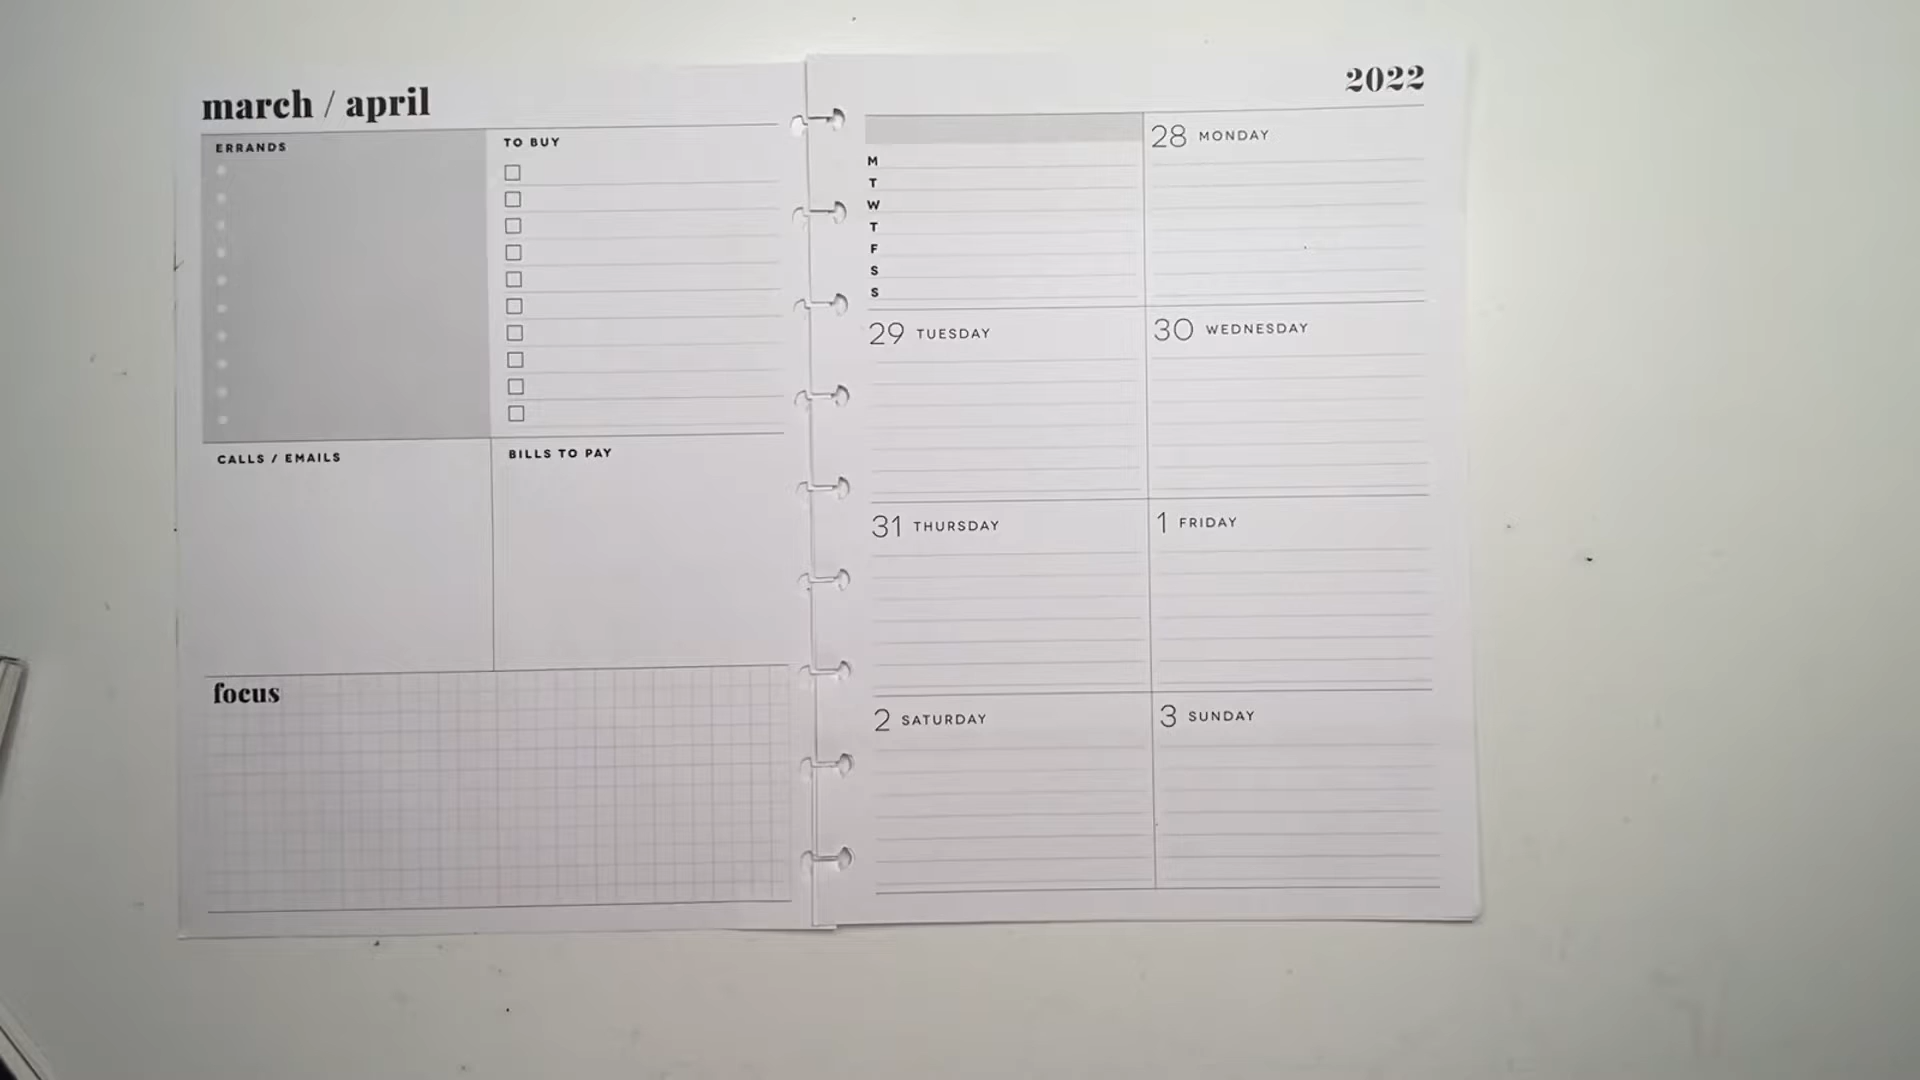 march / april
ERRANDS
TO BUY
CALLS / EMAILS
BILLS TO PAY
focus
2022
M
T
W
T
F
S
S
28 MONDAY
29 TUESDAY
30 WEDNESDAY
31 THURSDAY
1 FRIDAY
2 SATURDAY
3 SUNDAY